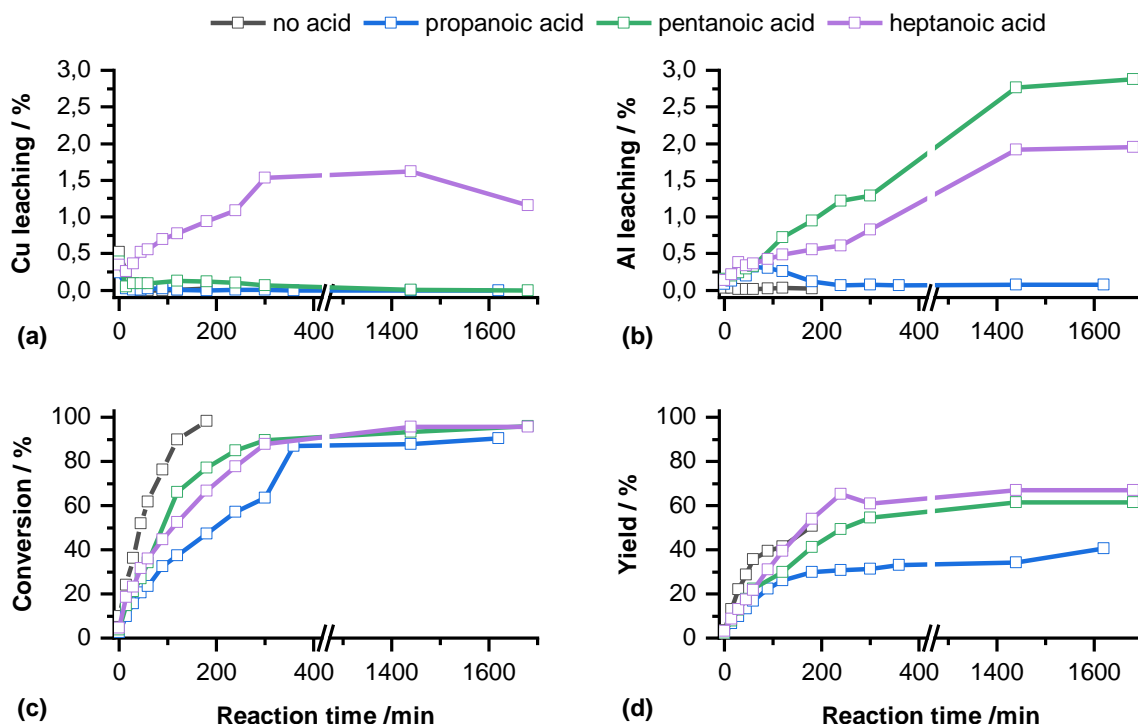 no acid propanoic acid pentanoic acid heptanoic acid
Cu leaching / %
3,0
2,5
2,0
1,5
1,0
0,5
0,0
0 200 400 1400 1600
(a)
Al leaching / %
3,0
2,5
2,0
1,5
1,0
0,5
0,0
0 200 400 1400 1600
(b)
Conversion / %
100
80
60
40
20
0
0 200 400 1400 1600
(c)
Reaction time /min
Yield / %
100
80
60
40
20
0
0 200 400 1400 1600
(d)
Reaction time /min